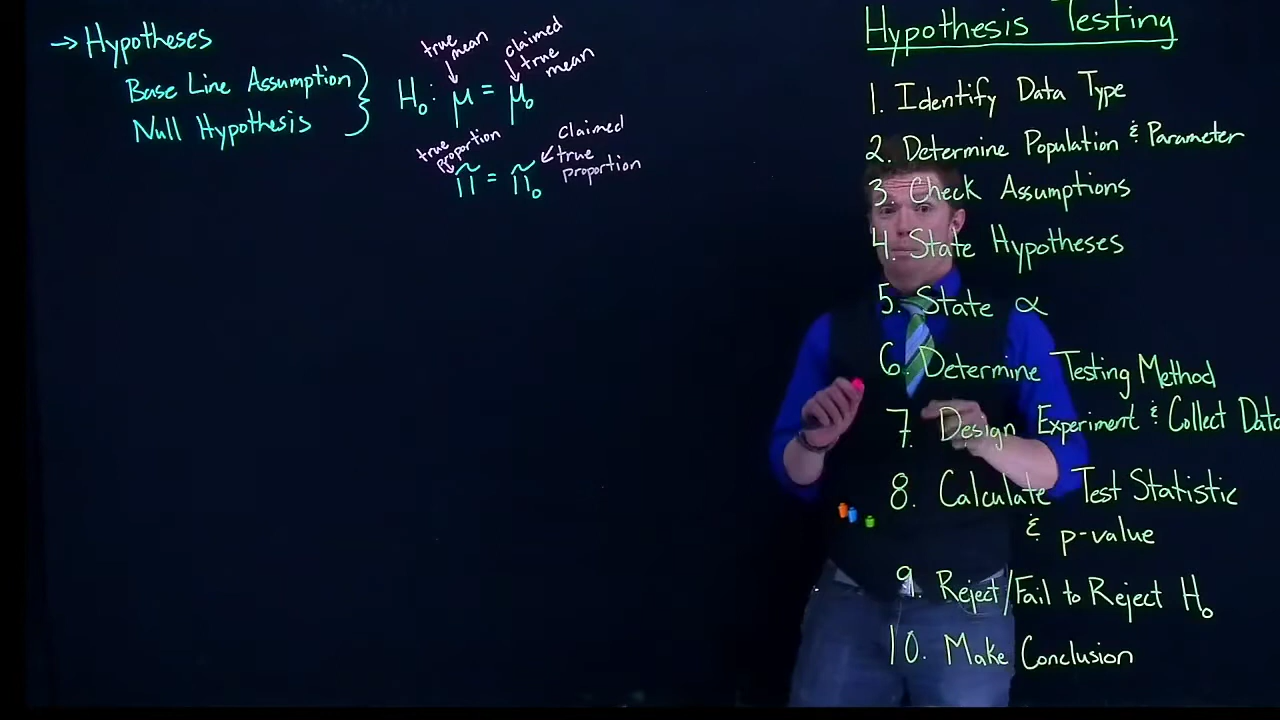 → Hypotheses
Base Line Assumption
Null Hypothesis
true mean
claimed true mean
H₀: μ = μ₀
true proportion
claimed true proportion
π̃ = π̃₀
Hypothesis Testing
1. Identify Data Type
2. Determine Population & Parameter
3. Check Assumptions
4. State Hypotheses
5. State α
6. Determine Testing Method
7. Design Experiment & Collect Data
8. Calculate Test Statistic
& p-value
9. Reject/Fail to Reject H₀
10. Make Conclusion